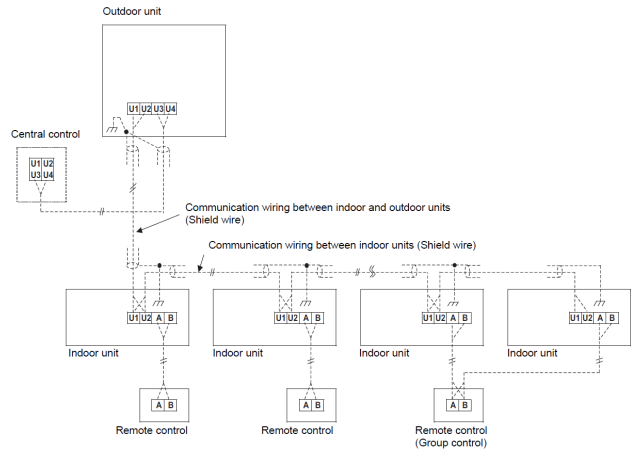 Outdoor unit
U1 U2 U3 U4
Central control
U1 U2
U3 U4
Communication wiring between indoor and outdoor units
(Shield wire)
Communication wiring between indoor units (Shield wire)
U1 U2 A B
U1 U2 A B
U1 U2 A B
U1 U2 A B
Indoor unit
Indoor unit
Indoor unit
Indoor unit
A B
A B
A B
Remote control
Remote control
Remote control
(Group control)